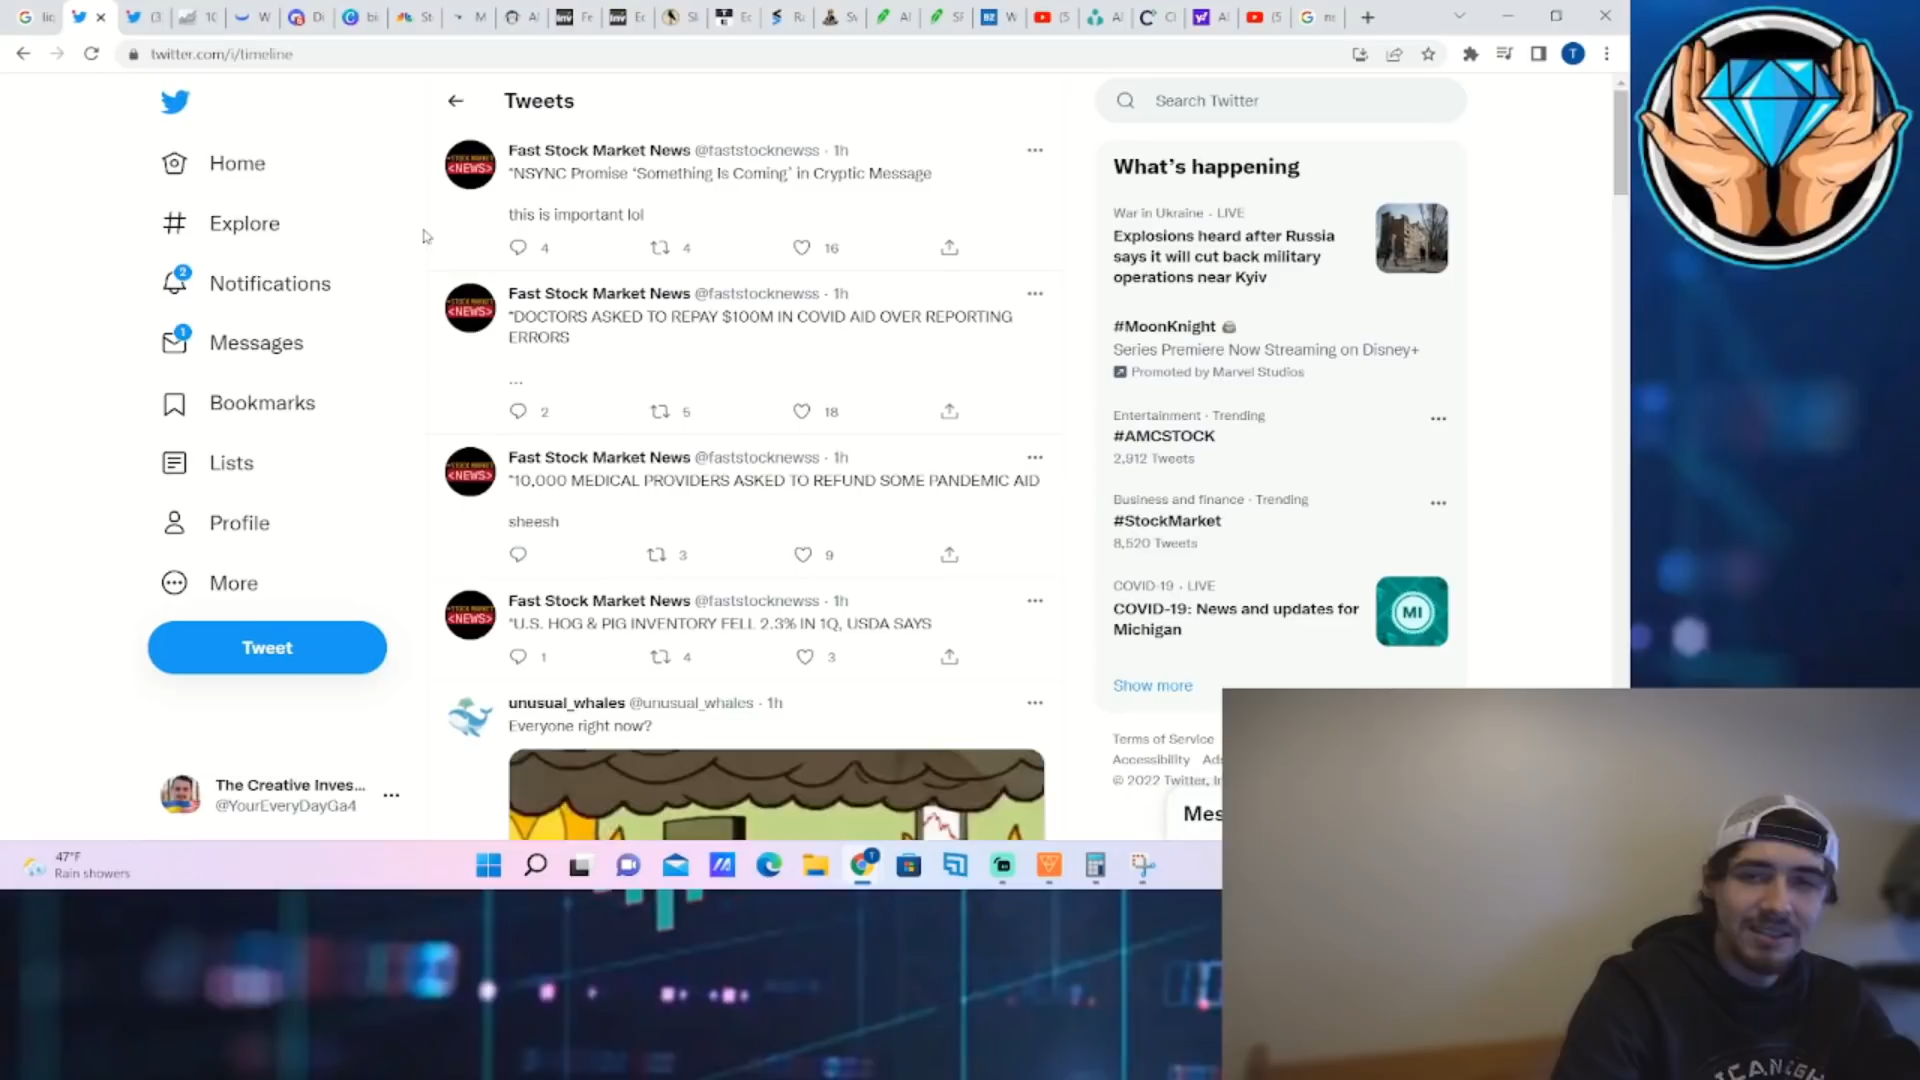 twitter.com/i/timeline
T
Home
Explore
2
Notifications
1
Messages
Bookmarks
Lists
Profile
More
Tweet
The Creative Inves...
@YourEveryDayGa4
Tweets
Fast Stock Market News @faststocknewss · 1h
*NSYNC Promise 'Something Is Coming' in Cryptic Message
this is important lol
4 4 16
Fast Stock Market News @faststocknewss · 1h
*DOCTORS ASKED TO REPAY $100M IN COVID AID OVER REPORTING
ERRORS
...
2 5 18
Fast Stock Market News @faststocknewss · 1h
*10,000 MEDICAL PROVIDERS ASKED TO REFUND SOME PANDEMIC AID
sheesh
3 9
Fast Stock Market News @faststocknewss · 1h
*U.S. HOG & PIG INVENTORY FELL 2.3% IN 1Q, USDA SAYS
1 4 3
unusual_whales @unusual_whales · 1h
Everyone right now?
Search Twitter
What's happening
War in Ukraine · LIVE
Explosions heard after Russia
says it will cut back military
operations near Kyiv
#MoonKnight
Series Premiere Now Streaming on Disney+
Promoted by Marvel Studios
Entertainment · Trending
#AMCSTOCK
2,912 Tweets
Business and finance · Trending
#StockMarket
8,520 Tweets
COVID-19 · LIVE
COVID-19: News and updates for
Michigan
MI
Show more
Terms of Service
Accessibility Ads
© 2022 Twitter, In
Mes
47°F
Rain showers